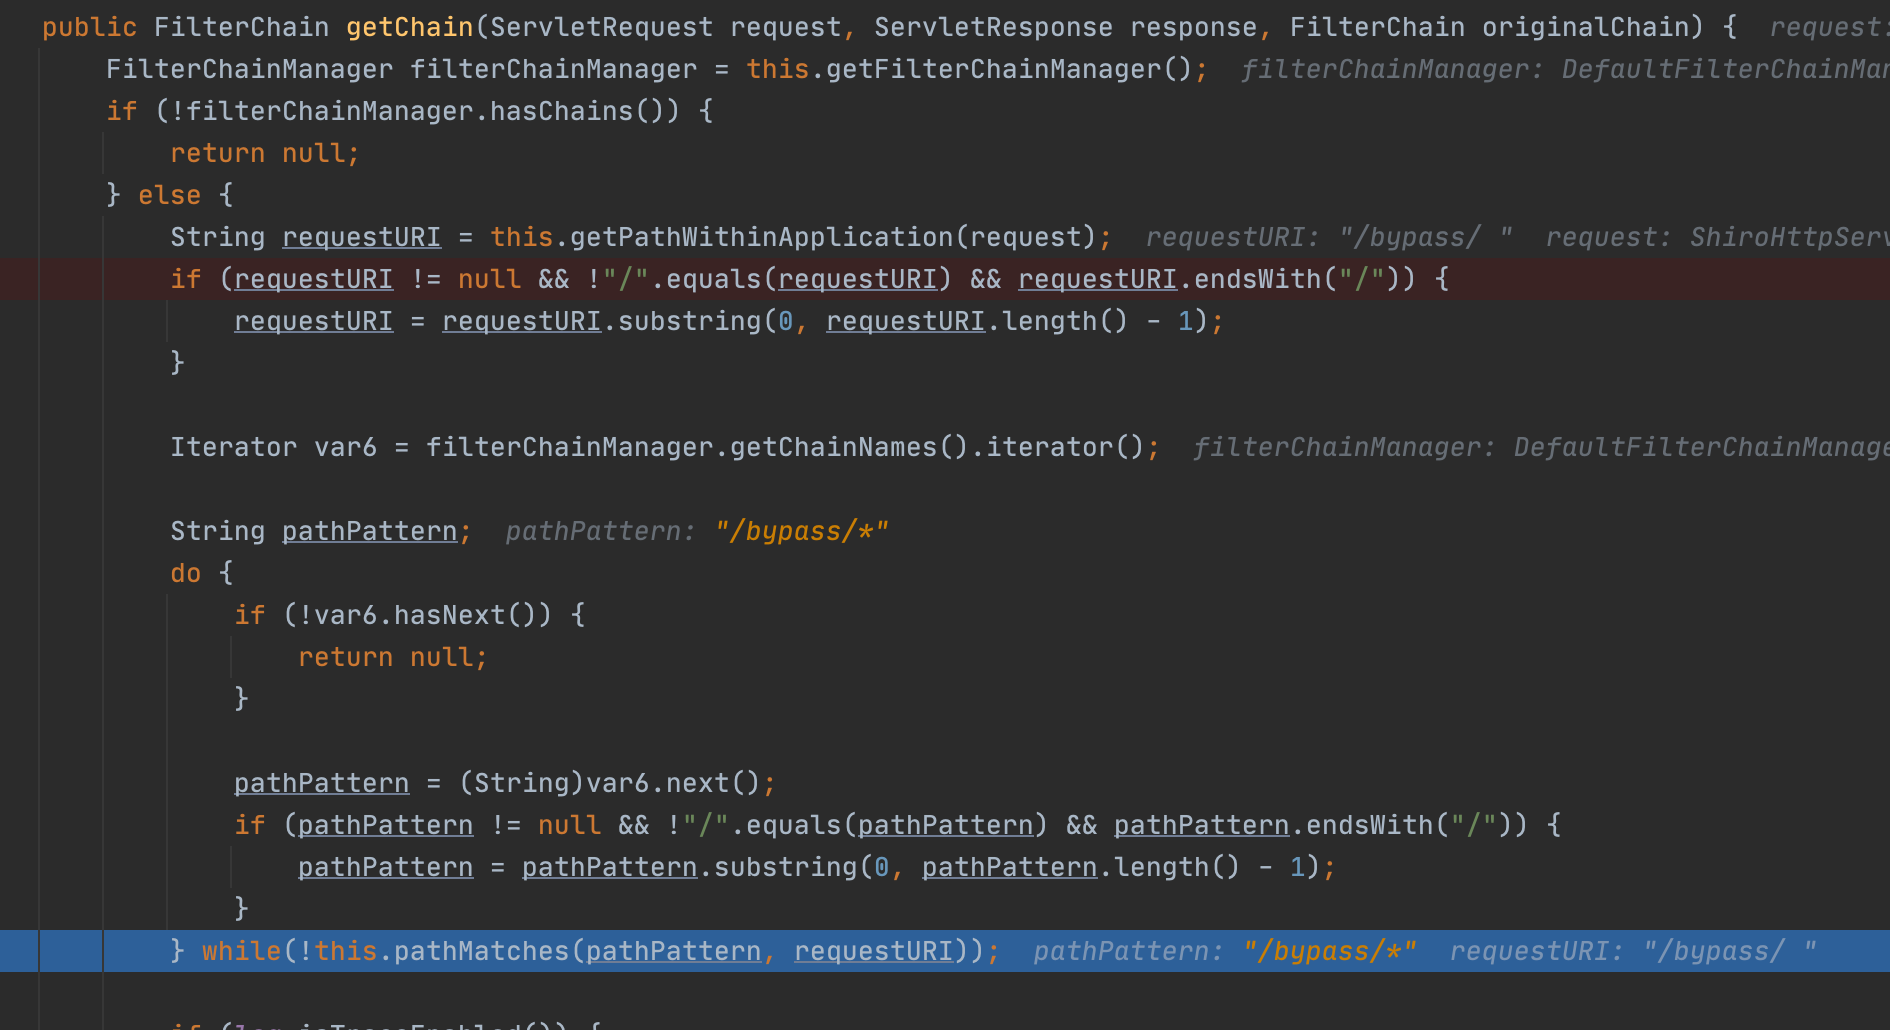 public FilterChain getChain(ServletRequest request, ServletResponse response, FilterChain originalChain) { request:
FilterChainManager filterChainManager = this.getFilterChainManager(); filterChainManager: DefaultFilterChainMan
if (!filterChainManager.hasChains()) {
return null;
} else {
String requestURI = this.getPathWithinApplication(request); requestURI: "/bypass/ " request: ShiroHttpServ
if (requestURI != null && !"/".equals(requestURI) && requestURI.endsWith("/")) {
requestURI = requestURI.substring(0, requestURI.length() - 1);
}
Iterator var6 = filterChainManager.getChainNames().iterator(); filterChainManager: DefaultFilterChainManage
String pathPattern; pathPattern: "/bypass/*"
do {
if (!var6.hasNext()) {
return null;
}
pathPattern = (String)var6.next();
if (pathPattern != null && !"/".equals(pathPattern) && pathPattern.endsWith("/")) {
pathPattern = pathPattern.substring(0, pathPattern.length() - 1);
}
} while(!this.pathMatches(pathPattern, requestURI)); pathPattern: "/bypass/*" requestURI: "/bypass/ "
if (log.isTraceEnabled()) {